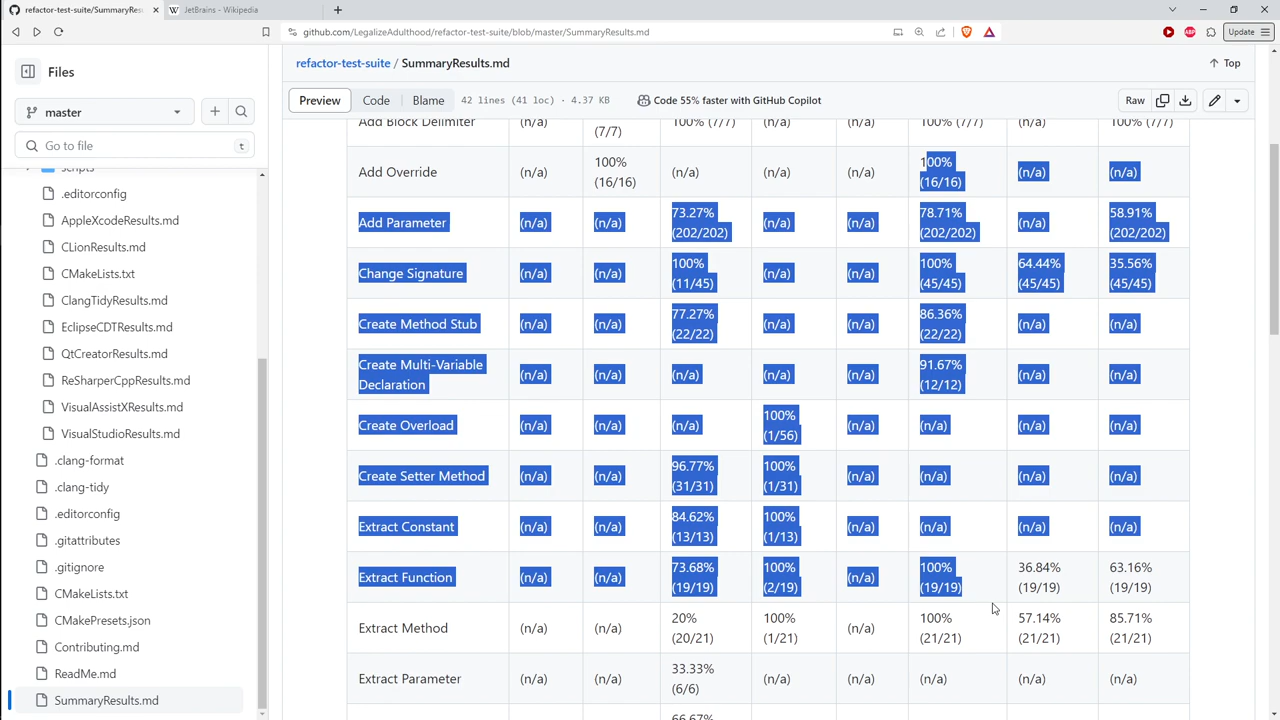 refactor-test-suite/SummaryRes
JetBrains - Wikipedia
github.com/LegalizeAdulthood/refactor-test-suite/blob/master/SummaryResults.md
Update
Files
master
Go to file
t
scripts
.editorconfig
AppleXcodeResults.md
CLionResults.md
CMakeLists.txt
ClangTidyResults.md
EclipseCDTResults.md
QtCreatorResults.md
ReSharperCppResults.md
VisualAssistXResults.md
VisualStudioResults.md
.clang-format
.clang-tidy
.editorconfig
.gitattributes
.gitignore
CMakeLists.txt
CMakePresets.json
Contributing.md
ReadMe.md
SummaryResults.md
refactor-test-suite / SummaryResults.md
Top
Preview Code Blame 42 lines (41 loc) · 4.37 KB Code 55% faster with GitHub Copilot Raw
Add Block Delimiter (n/a) (7/7) 100% (7/7) (n/a) (n/a) 100% (7/7) (n/a) 100% (7/7)
Add Override (n/a) 100% (16/16) (n/a) (n/a) (n/a) 100% (16/16) (n/a) (n/a)
Add Parameter (n/a) (n/a) 73.27% (202/202) (n/a) (n/a) 78.71% (202/202) (n/a) 58.91% (202/202)
Change Signature (n/a) (n/a) 100% (11/45) (n/a) (n/a) 100% (45/45) 64.44% (45/45) 35.56% (45/45)
Create Method Stub (n/a) (n/a) 77.27% (22/22) (n/a) (n/a) 86.36% (22/22) (n/a) (n/a)
Create Multi-Variable Declaration (n/a) (n/a) (n/a) (n/a) (n/a) 91.67% (12/12) (n/a) (n/a)
Create Overload (n/a) (n/a) (n/a) 100% (1/56) (n/a) (n/a) (n/a) (n/a)
Create Setter Method (n/a) (n/a) 96.77% (31/31) 100% (1/31) (n/a) (n/a) (n/a) (n/a)
Extract Constant (n/a) (n/a) 84.62% (13/13) 100% (1/13) (n/a) (n/a) (n/a) (n/a)
Extract Function (n/a) (n/a) 73.68% (19/19) 100% (2/19) (n/a) 100% (19/19) 36.84% (19/19) 63.16% (19/19)
Extract Method (n/a) (n/a) 20% (20/21) 100% (1/21) (n/a) 100% (21/21) 57.14% (21/21) 85.71% (21/21)
Extract Parameter (n/a) (n/a) 33.33% (6/6) (n/a) (n/a) (n/a) (n/a) (n/a)
66.67%